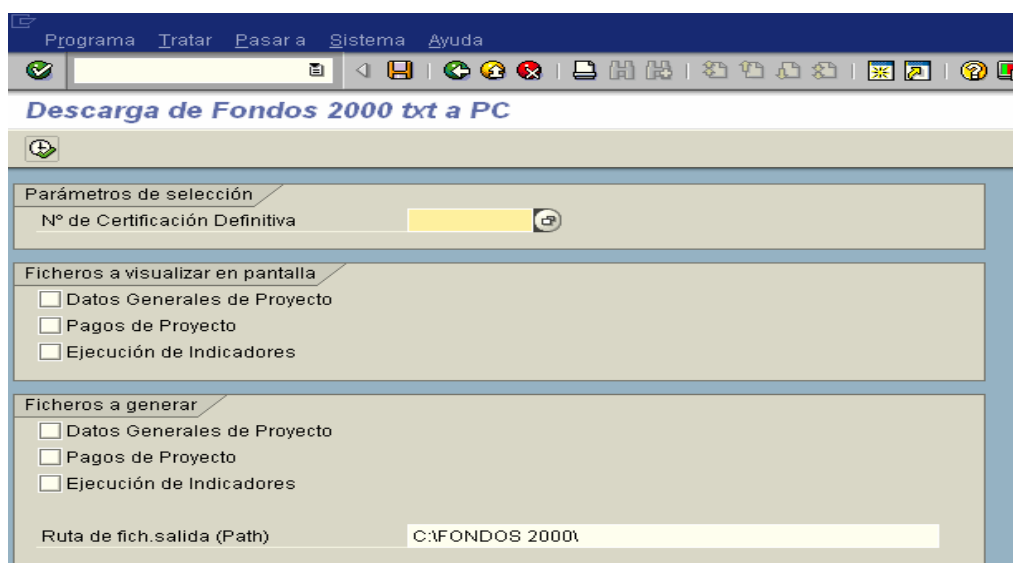 Programa Tratar Pasar a Sistema Ayuda
Descarga de Fondos 2000 txt a PC
Parámetros de selección
Nº de Certificación Definitiva
Ficheros a visualizar en pantalla
Datos Generales de Proyecto
Pagos de Proyecto
Ejecución de Indicadores
Ficheros a generar
Datos Generales de Proyecto
Pagos de Proyecto
Ejecución de Indicadores
Ruta de fich.salida (Path) C:\FONDOS 2000\